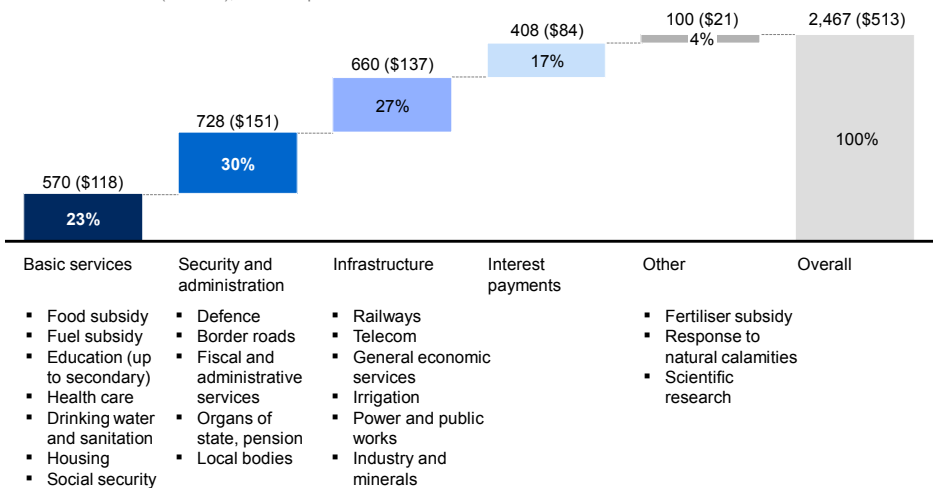 100 ($21)
2,467 ($513)
408 ($84)
4%
660 ($137)
17%
27%
728 ($151)
100%
30%
570 ($118)
23%
Basic services
Security and
administration
Infrastructure
Interest
payments
Other
Overall
▪ Food subsidy
▪ Fuel subsidy
▪ Education (up
to secondary)
▪ Health care
▪ Drinking water
and sanitation
▪ Housing
▪ Social security
▪ Defence
▪ Border roads
▪ Fiscal and
administrative
services
▪ Organs of
state, pension
▪ Local bodies
▪ Railways
▪ Telecom
▪ General economic
services
▪ Irrigation
▪ Power and public
works
▪ Industry and
minerals
▪ Fertiliser subsidy
▪ Response to
natural calamities
▪ Scientific
research